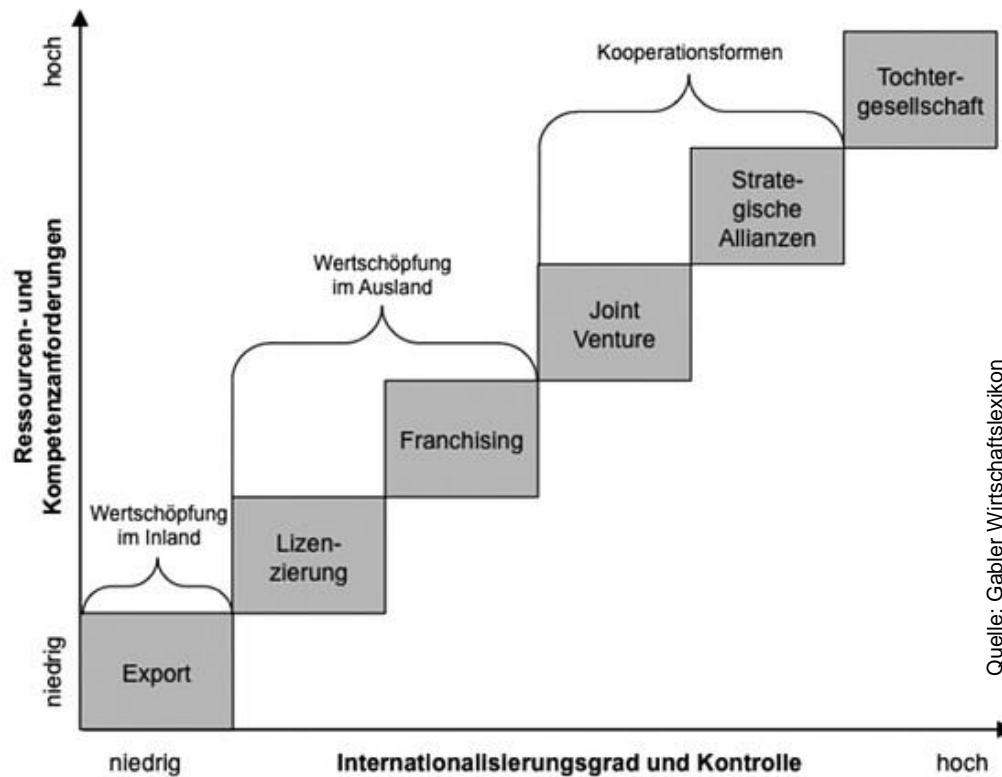 hoch
Kooperationsformen
Tochter-
gesellschaft
Strate-
gische
Allianzen
Wertschöpfung
im Ausland
Joint
Venture
Ressourcen- und
Kompetenzanforderungen
Franchising
Wertschöpfung
im Inland
Lizen-
zierung
Export
niedrig
niedrig
Internationalisierungsgrad und Kontrolle
hoch
Quelle: Gabler Wirtschaftslexikon